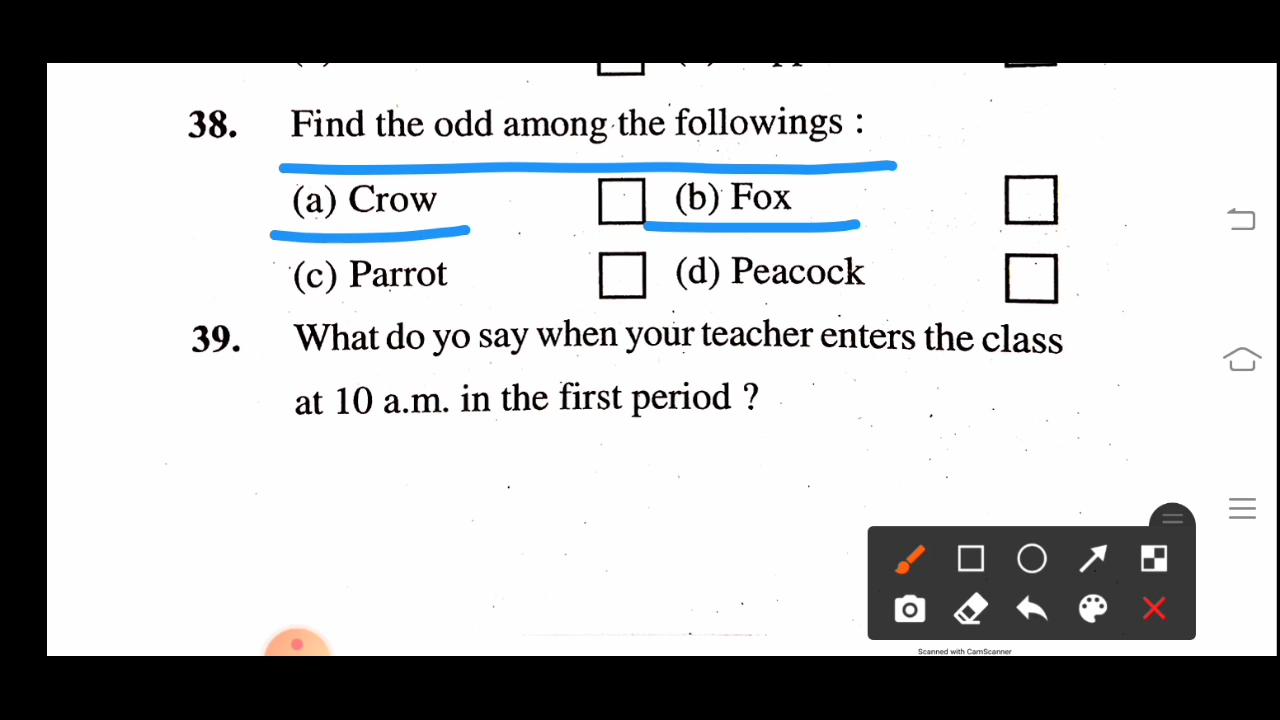 38. Find the odd among the followings :
(a) Crow (b) Fox
(c) Parrot (d) Peacock
39. What do yo say when your teacher enters the class
at 10 a.m. in the first period ?
Scanned with CamScanner